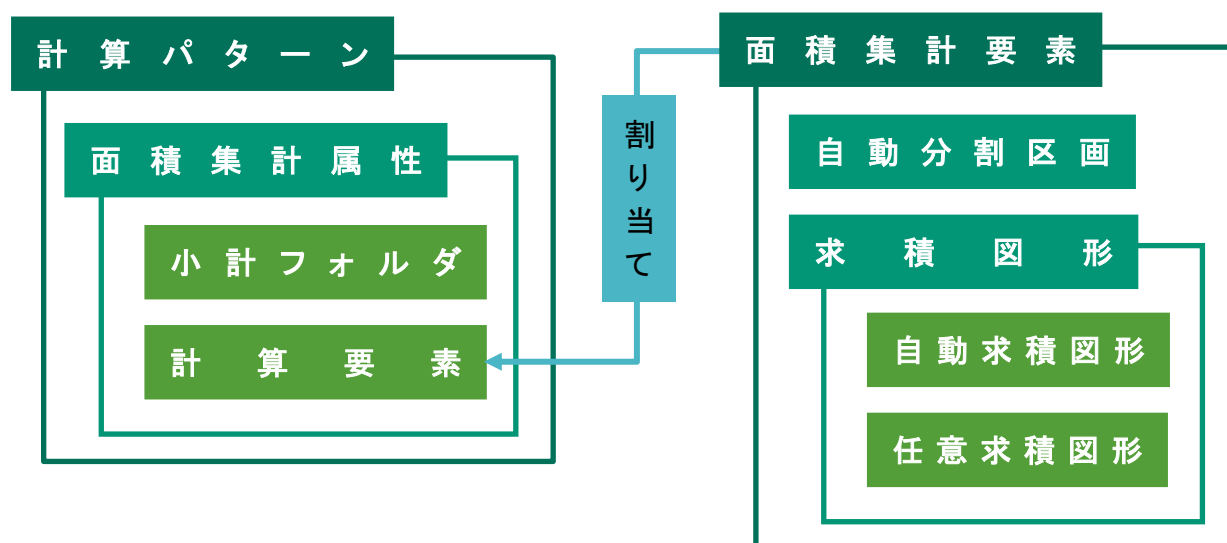 計算パターン
面積集計属性
小計フォルダ
計算要素
割り当て
面積集計要素
自動分割区画
求積図形
自動求積図形
任意求積図形